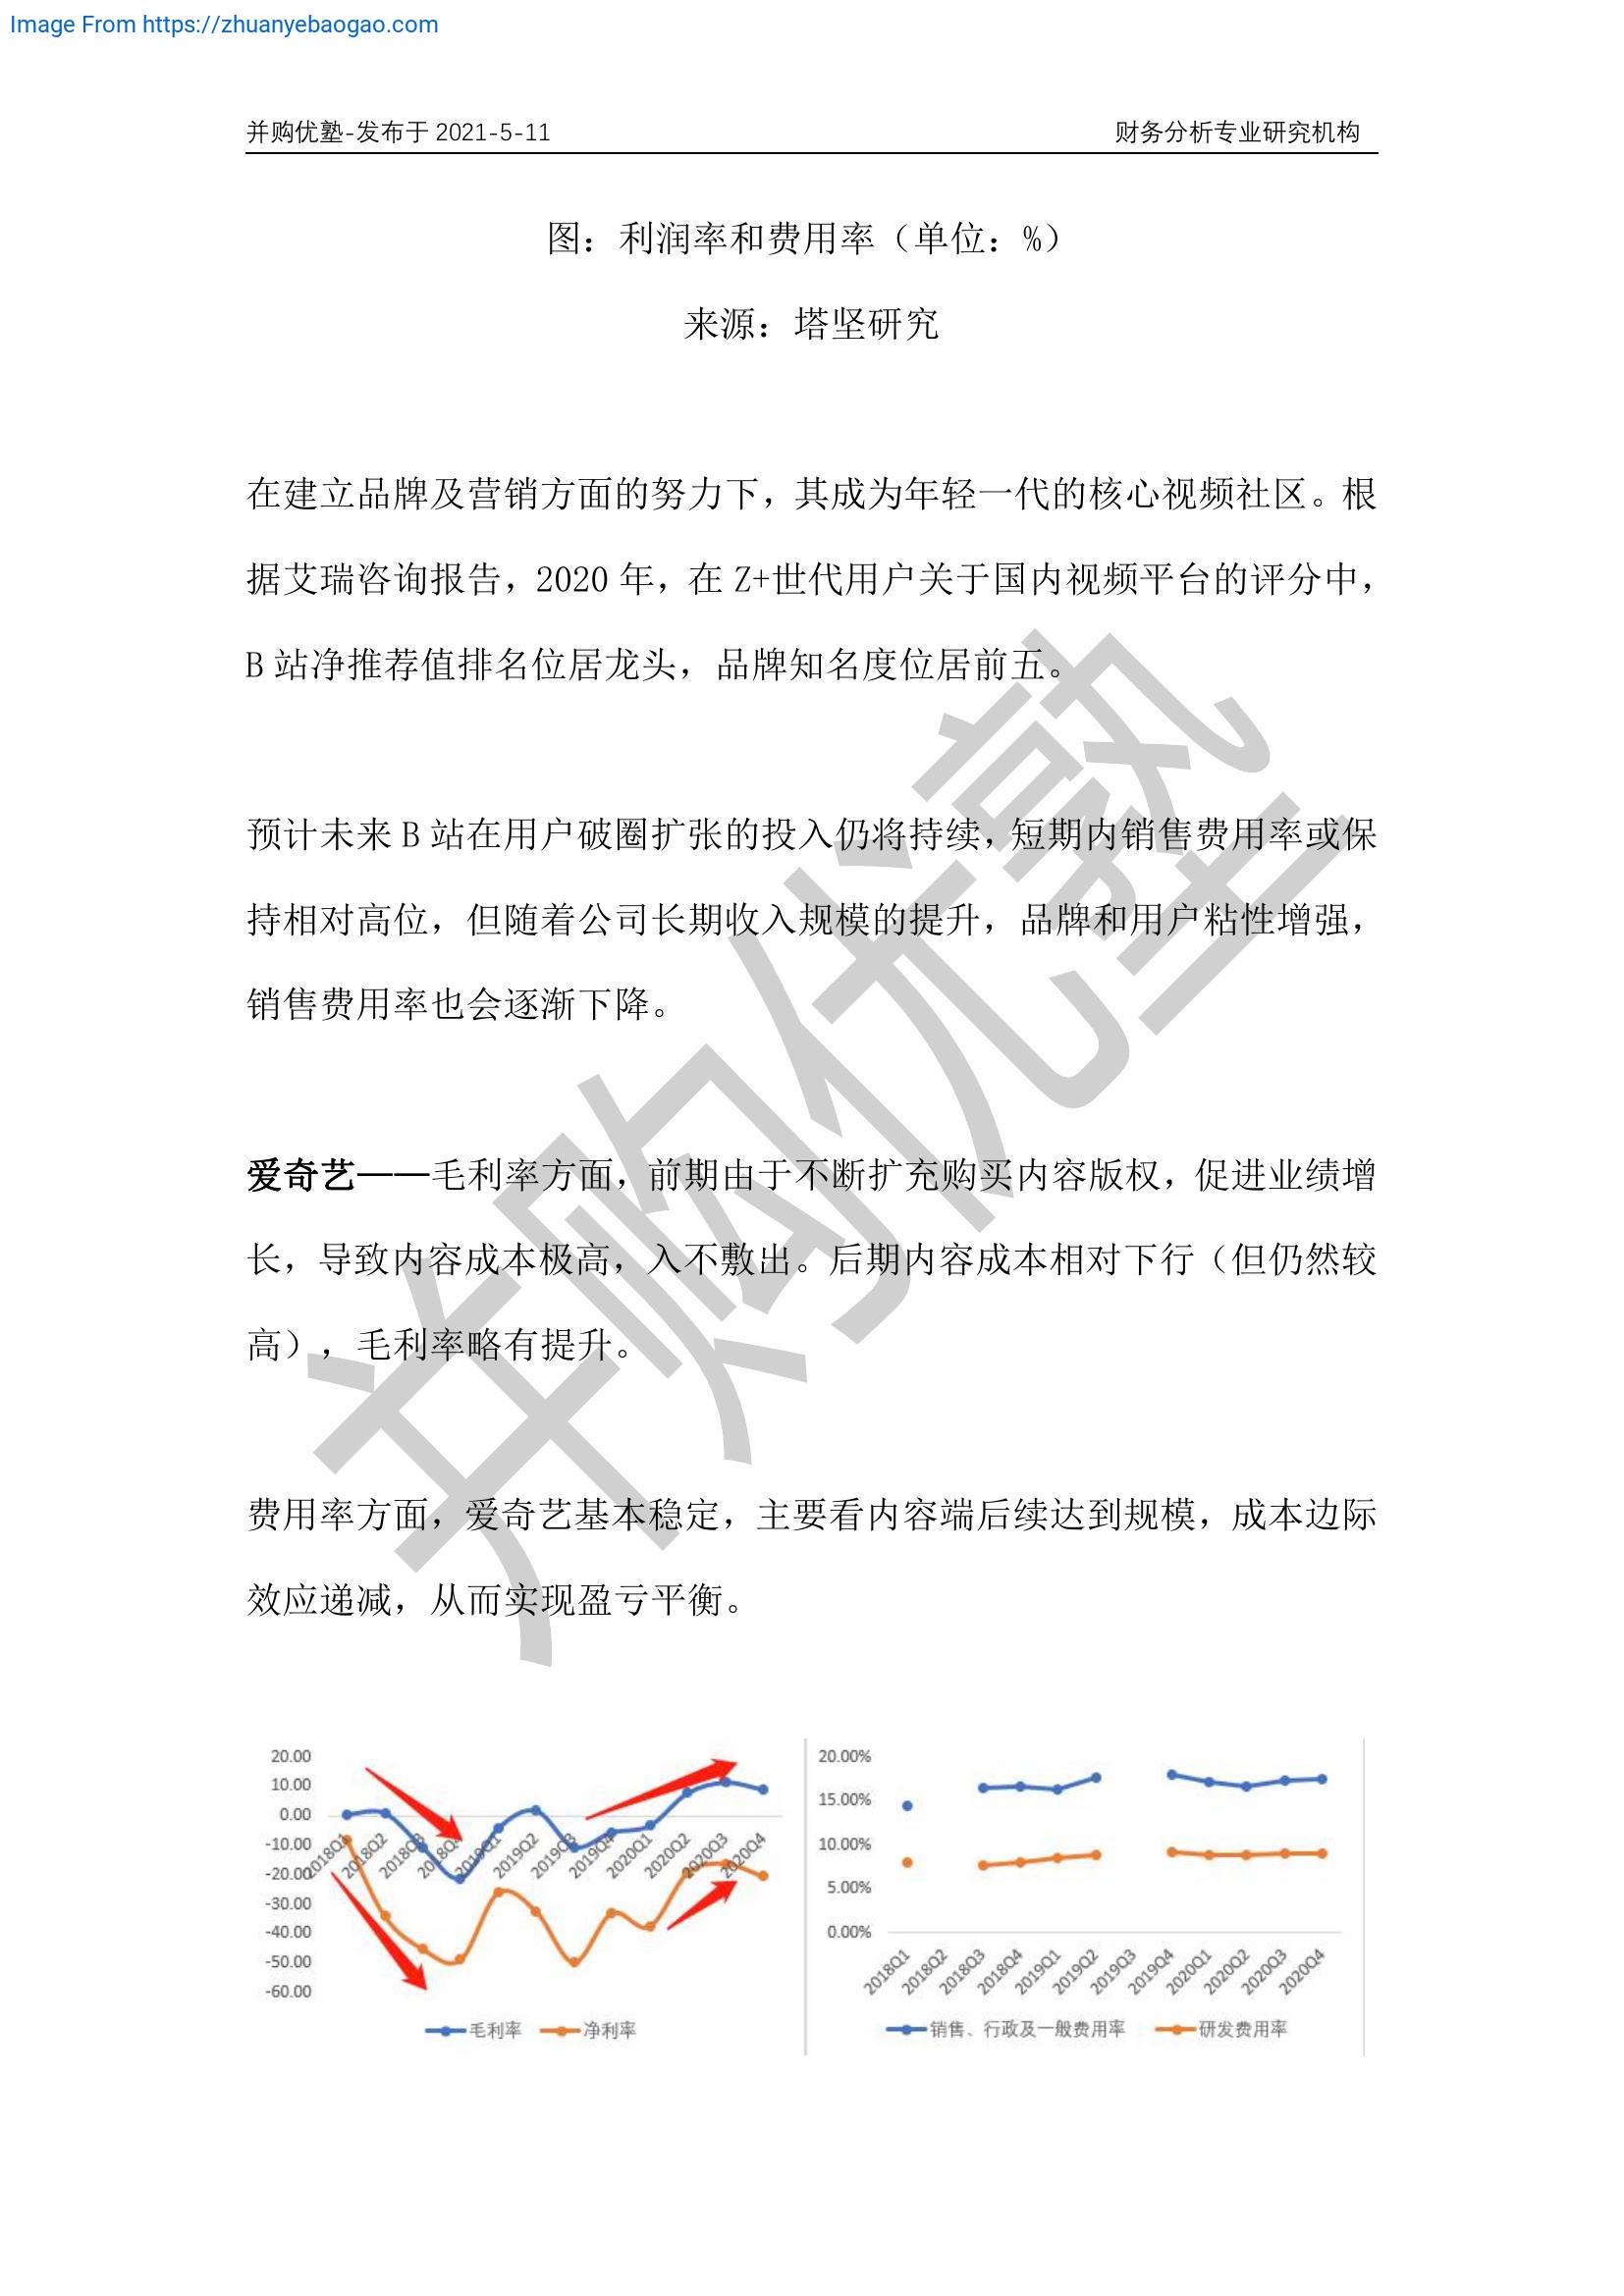 Image From https://zhuanyebaogao.com
并购优塾-发布于 2021-5-11 财务分析专业研究机构
图：利润率和费用率（单位：%）
来源：塔坚研究
在建立品牌及营销方面的努力下，其成为年轻一代的核心视频社区。根
据艾瑞咨询报告，2020 年，在 Z+世代用户关于国内视频平台的评分中，
B 站净推荐值排名位居龙头，品牌知名度位居前五。
预计未来 B 站在用户破圈扩张的投入仍将持续，短期内销售费用率或保
持相对高位，但随着公司长期收入规模的提升，品牌和用户粘性增强，
销售费用率也会逐渐下降。
爱奇艺——毛利率方面，前期由于不断扩充购买内容版权，促进业绩增
长，导致内容成本极高，入不敷出。后期内容成本相对下行（但仍然较
高），毛利率略有提升。
费用率方面，爱奇艺基本稳定，主要看内容端后续达到规模，成本边际
效应递减，从而实现盈亏平衡。
并购优塾
20.00
10.00
0.00
-10.00
-20.00
-30.00
-40.00
-50.00
-60.00
2018Q1 2018Q2 2018Q3 2018Q4 2019Q1 2019Q2 2019Q3 2019Q4 2020Q1 2020Q2 2020Q3 2020Q4
毛利率 净利率
20.00%
15.00%
10.00%
5.00%
0.00%
2018Q1 2018Q2 2018Q3 2018Q4 2019Q1 2019Q2 2019Q3 2019Q4 2020Q1 2020Q2 2020Q3 2020Q4
销售、行政及一般费用率 研发费用率